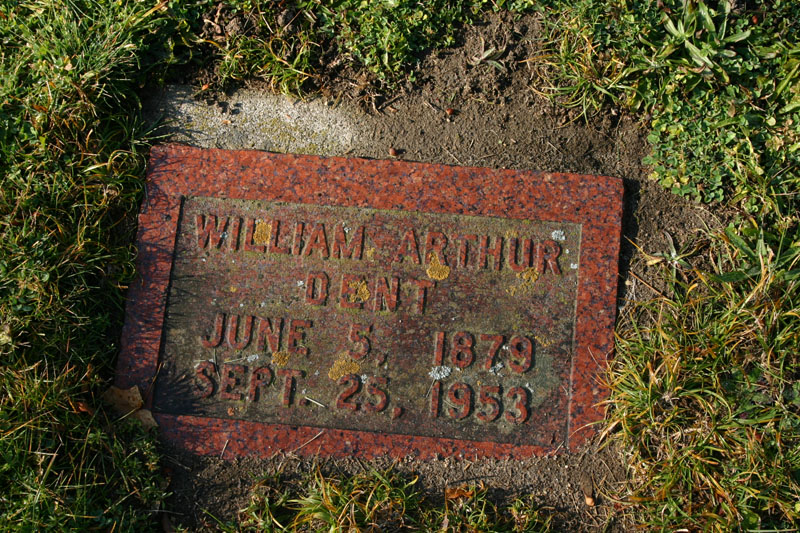 WILLIAM ARTHUR
DENT
JUNE 5, 1879
SEPT. 25, 1953